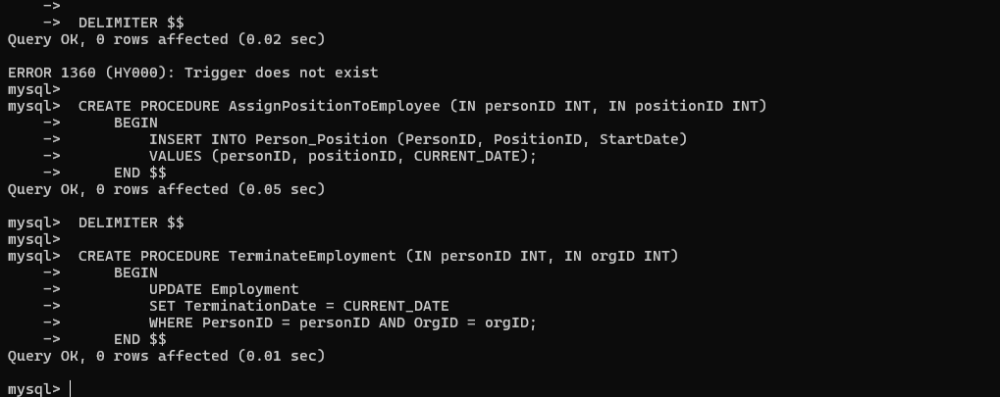 ->
-> DELIMITER $$
Query OK, 0 rows affected (0.02 sec)
ERROR 1360 (HY000): Trigger does not exist
mysql>
mysql> CREATE PROCEDURE AssignPositionToEmployee (IN personID INT, IN positionID INT)
-> BEGIN
-> INSERT INTO Person_Position (PersonID, PositionID, StartDate)
-> VALUES (personID, positionID, CURRENT_DATE);
-> END $$
Query OK, 0 rows affected (0.05 sec)
mysql> DELIMITER $$
mysql>
mysql> CREATE PROCEDURE TerminateEmployment (IN personID INT, IN orgID INT)
-> BEGIN
-> UPDATE Employment
-> SET TerminationDate = CURRENT_DATE
-> WHERE PersonID = personID AND OrgID = orgID;
-> END $$
Query OK, 0 rows affected (0.01 sec)
mysql>